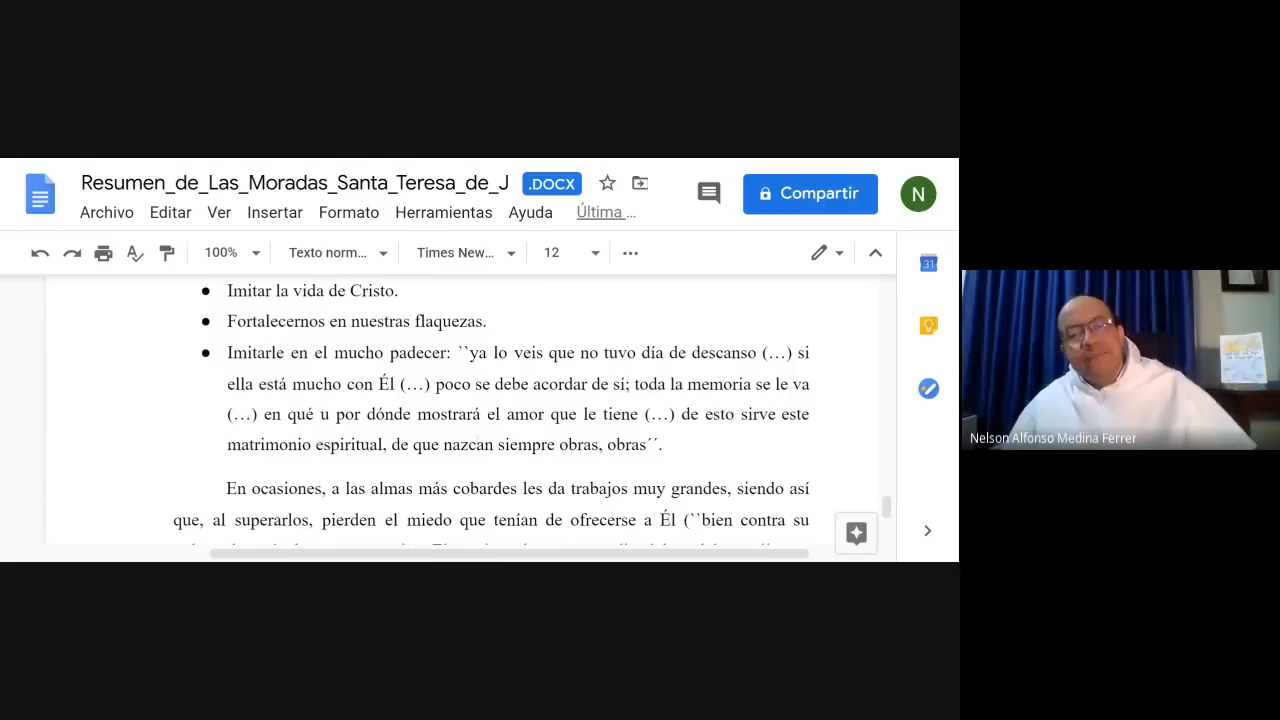 Resumen_de_Las_Moradas_Santa_Teresa_de_J .DOCX
Compartir
N
Archivo Editar Ver Insertar Formato Herramientas Ayuda Última ...
100% Texto norm... Times New... 12
31
● Imitar la vida de Cristo.
● Fortalecernos en nuestras flaquezas.
● Imitarle en el mucho padecer: ``ya lo veis que no tuvo día de descanso (…) si
ella está mucho con Él (…) poco se debe acordar de sí; toda la memoria se le va
(…) en qué u por dónde mostrará el amor que le tiene (…) de esto sirve este
matrimonio espiritual, de que nazcan siempre obras, obras´´.
En ocasiones, a las almas más cobardes les da trabajos muy grandes, siendo así
que, al superarlos, pierden el miedo que tenían de ofrecerse a Él (``bien contra su
Nelson Alfonso Medina Ferrer